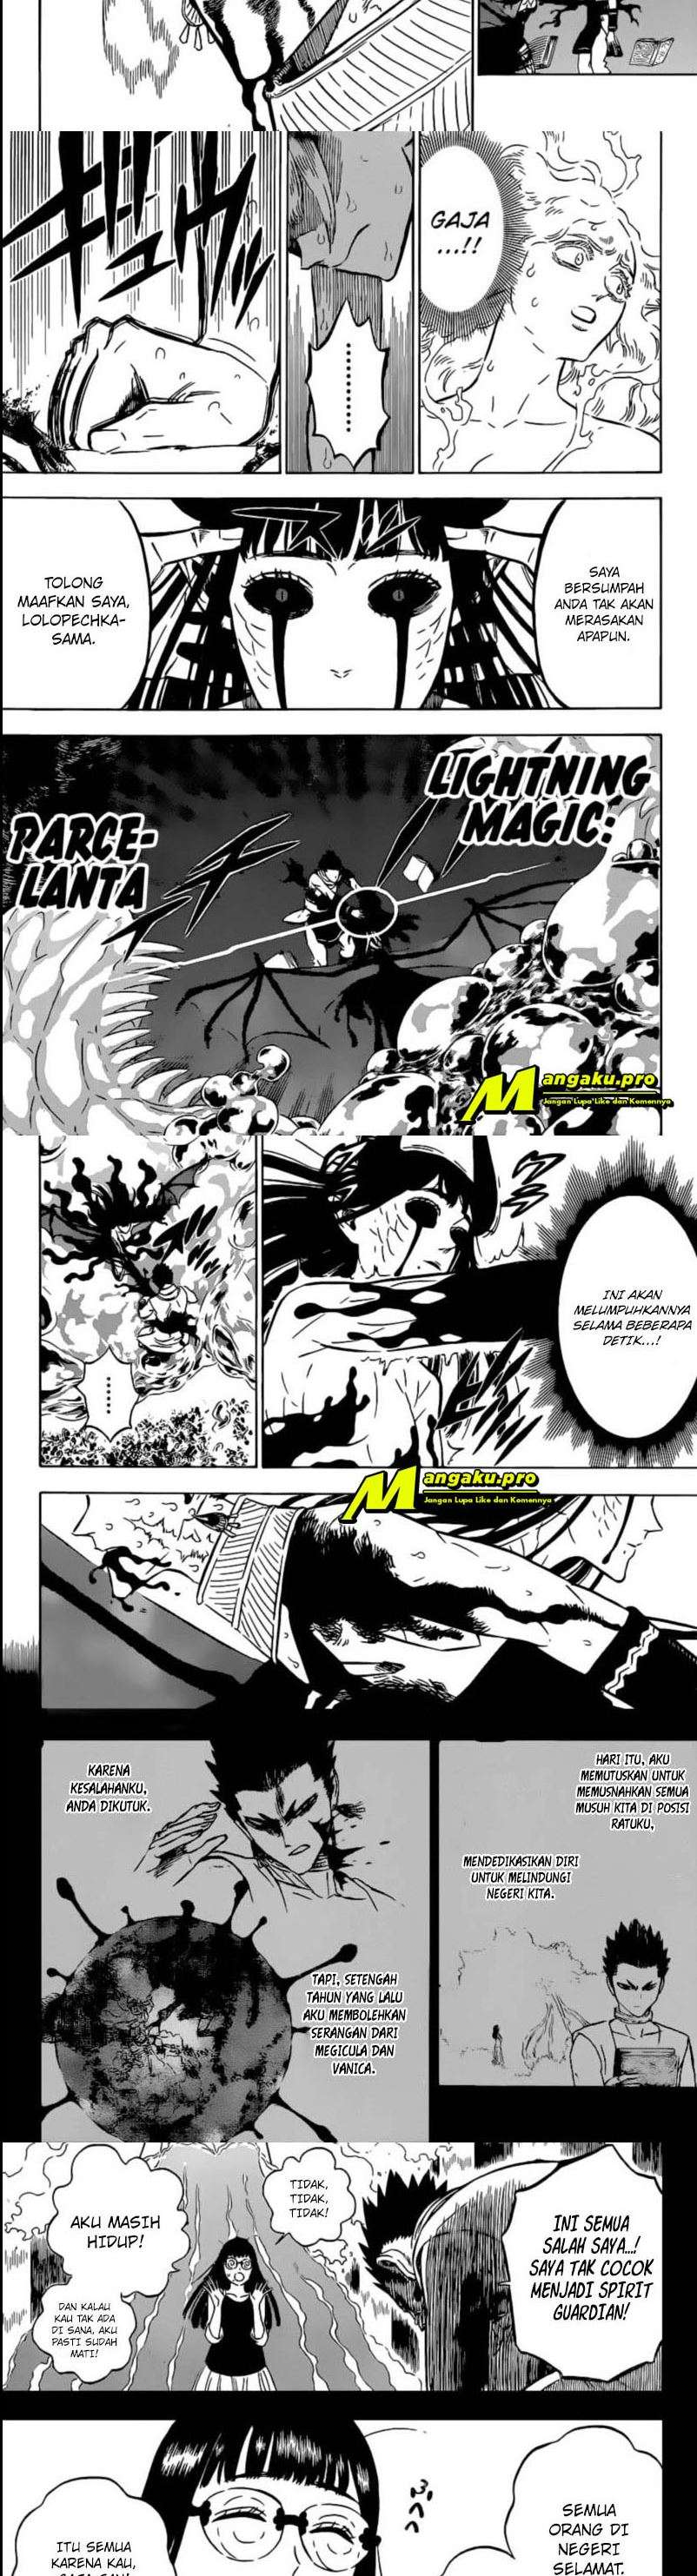 GAJA
...!!
SAYA
BERSUMPAH
ANDA TAK AKAN
MERASAKAN
APAPUN.
TOLONG
MAAFKAN SAYA,
LOLOPECHKA-
SAMA.
LIGHTNING
MAGIC:
PARCE-
LANTA
Mangaku.pro
Jangan Lupa Like dan Komennya
INI AKAN
MELUMPUHKANNYA
SELAMA BEBERAPA
DETIK...!
Mangaku.pro
Jangan Lupa Like dan Komennya
HARI ITU, AKU
MEMUTUSKAN UNTUK
MEMUSNAHKAN SEMUA
MUSUH KITA DI POSISI
RATUKU,
MENDEDIKASIKAN DIRI
UNTUK MELINDUNGI
NEGERI KITA.
KARENA
KESALAHANKU,
ANDA DIKUTUK.
TAPI, SETENGAH
TAHUN YANG LALU
AKU MEMBOLEHKAN
SERANGAN DARI
MEGICULA DAN
VANICA.
INI SEMUA
SALAH SAYA...!
SAYA TAK COCOK
MENJADI SPIRIT
GUARDIAN!
TIDAK,
TIDAK,
TIDAK!
AKU MASIH
HIDUP!
DAN KALAU
KAU TAK ADA
DI SANA, AKU
PASTI SUDAH
MATI!
SEMUA
ORANG DI
NEGERI
SELAMAT.
ITU SEMUA
KARENA KAU,